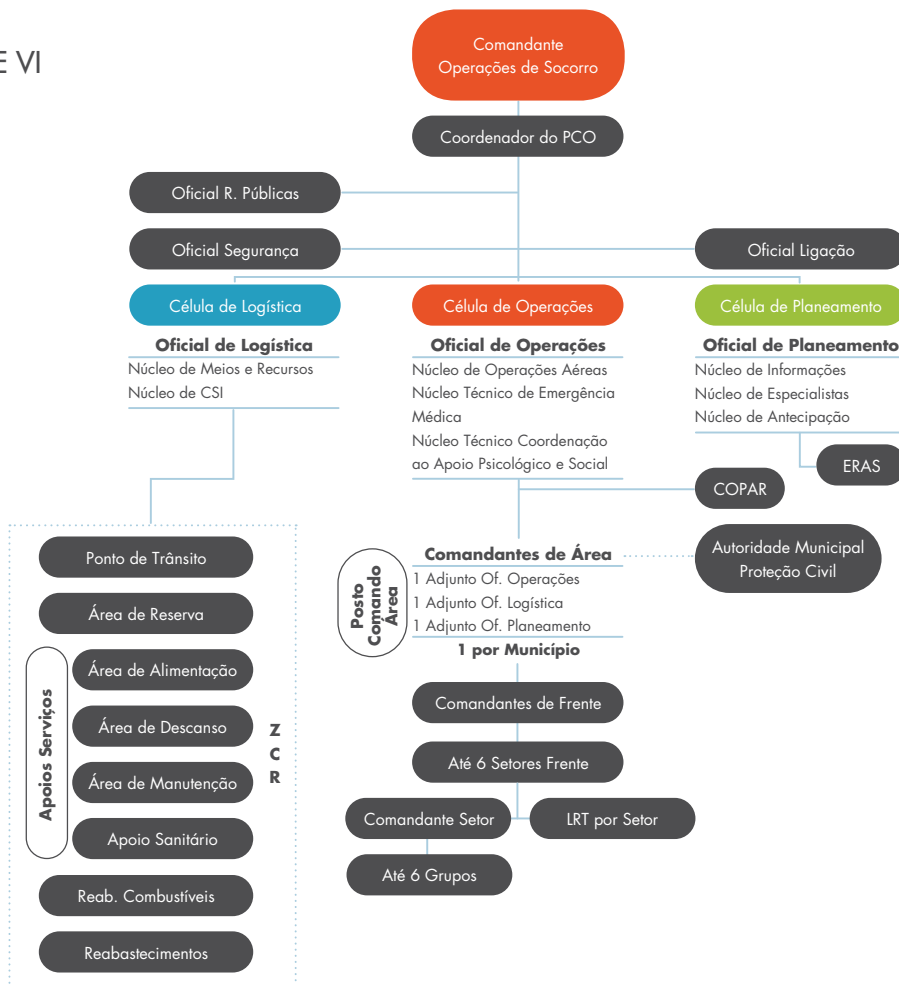 E VI
Comandante
Operações de Socorro
Coordenador do PCO
Oficial R. Públicas
Oficial Segurança
Oficial Ligação
Célula de Logística
Oficial de Logística
Núcleo de Meios e Recursos
Núcleo de CSI
Célula de Operações
Oficial de Operações
Núcleo de Operações Aéreas
Núcleo Técnico de Emergência
Médica
Núcleo Técnico Coordenação
ao Apoio Psicológico e Social
Célula de Planeamento
Oficial de Planeamento
Núcleo de Informações
Núcleo de Especialistas
Núcleo de Antecipação
ERAS
COPAR
Ponto de Trânsito
Área de Reserva
Apoios Serviços
Área de Alimentação
Área de Descanso
Área de Manutenção
Apoio Sanitário
Z
C
R
Reab. Combustíveis
Reabastecimentos
Posto
Comando
Área
Comandantes de Área
1 Adjunto Of. Operações
1 Adjunto Of. Logística
1 Adjunto Of. Planeamento
1 por Município
Autoridade Municipal
Proteção Civil
Comandantes de Frente
Até 6 Setores Frente
Comandante Setor
LRT por Setor
Até 6 Grupos